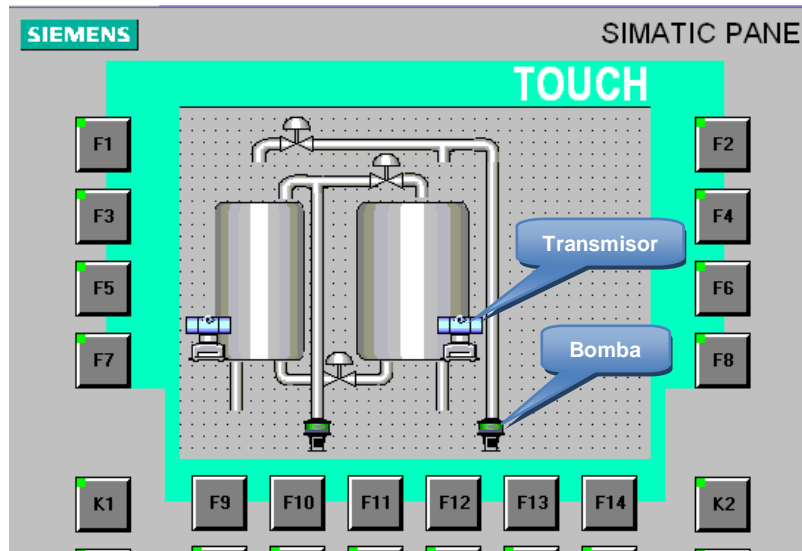 SIEMENS
SIMATIC PANE
TOUCH
F1
F2
F3
F4
Transmisor
F5
F6
Bomba
F7
F8
K1
F9
F10
F11
F12
F13
F14
K2